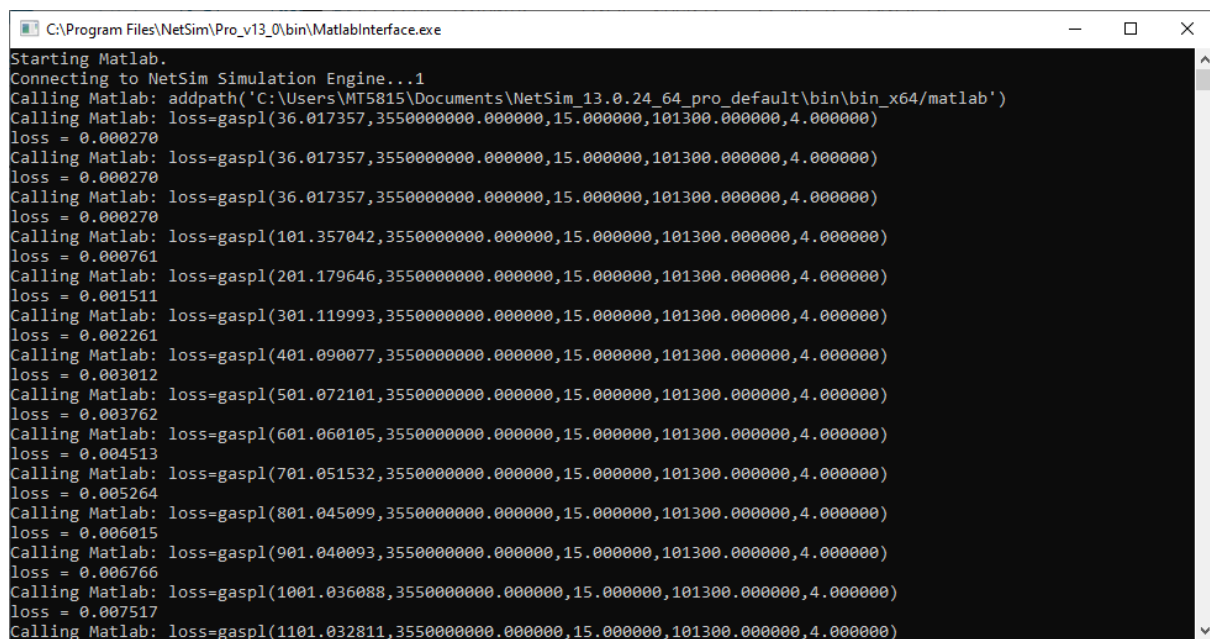 C:\Program Files\NetSim\Pro_v13_0\bin\MatlabInterface.exe
Starting Matlab.
Connecting to NetSim Simulation Engine...1
Calling Matlab: addpath('C:\Users\MT5815\Documents\NetSim_13.0.24_64_pro_default\bin\bin_x64/matlab')
Calling Matlab: loss=gaspl(36.017357,3550000000.000000,15.000000,101300.000000,4.000000)
loss = 0.000270
Calling Matlab: loss=gaspl(36.017357,3550000000.000000,15.000000,101300.000000,4.000000)
loss = 0.000270
Calling Matlab: loss=gaspl(36.017357,3550000000.000000,15.000000,101300.000000,4.000000)
loss = 0.000270
Calling Matlab: loss=gaspl(101.357042,3550000000.000000,15.000000,101300.000000,4.000000)
loss = 0.000761
Calling Matlab: loss=gaspl(201.179646,3550000000.000000,15.000000,101300.000000,4.000000)
loss = 0.001511
Calling Matlab: loss=gaspl(301.119993,3550000000.000000,15.000000,101300.000000,4.000000)
loss = 0.002261
Calling Matlab: loss=gaspl(401.090077,3550000000.000000,15.000000,101300.000000,4.000000)
loss = 0.003012
Calling Matlab: loss=gaspl(501.072101,3550000000.000000,15.000000,101300.000000,4.000000)
loss = 0.003762
Calling Matlab: loss=gaspl(601.060105,3550000000.000000,15.000000,101300.000000,4.000000)
loss = 0.004513
Calling Matlab: loss=gaspl(701.051532,3550000000.000000,15.000000,101300.000000,4.000000)
loss = 0.005264
Calling Matlab: loss=gaspl(801.045099,3550000000.000000,15.000000,101300.000000,4.000000)
loss = 0.006015
Calling Matlab: loss=gaspl(901.040093,3550000000.000000,15.000000,101300.000000,4.000000)
loss = 0.006766
Calling Matlab: loss=gaspl(1001.036088,3550000000.000000,15.000000,101300.000000,4.000000)
loss = 0.007517
Calling Matlab: loss=gaspl(1101.032811,3550000000.000000,15.000000,101300.000000,4.000000)